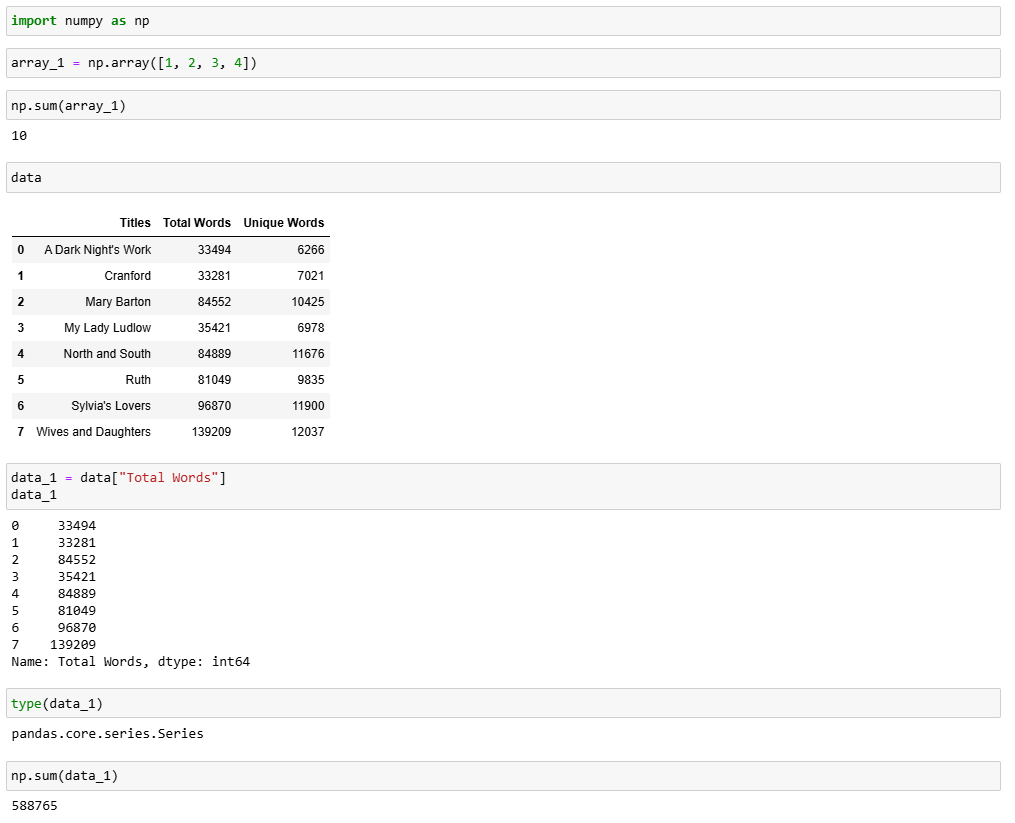 import numpy as np
array_1 = np.array([1, 2, 3, 4])
np.sum(array_1)
10
data
Titles Total Words Unique Words
0 A Dark Night's Work 33494 6266
1 Cranford 33281 7021
2 Mary Barton 84552 10425
3 My Lady Ludlow 35421 6978
4 North and South 84889 11676
5 Ruth 81049 9835
6 Sylvia's Lovers 96870 11900
7 Wives and Daughters 139209 12037
data_1 = data["Total Words"]
data_1
0 33494
1 33281
2 84552
3 35421
4 84889
5 81049
6 96870
7 139209
Name: Total Words, dtype: int64
type(data_1)
pandas.core.series.Series
np.sum(data_1)
588765